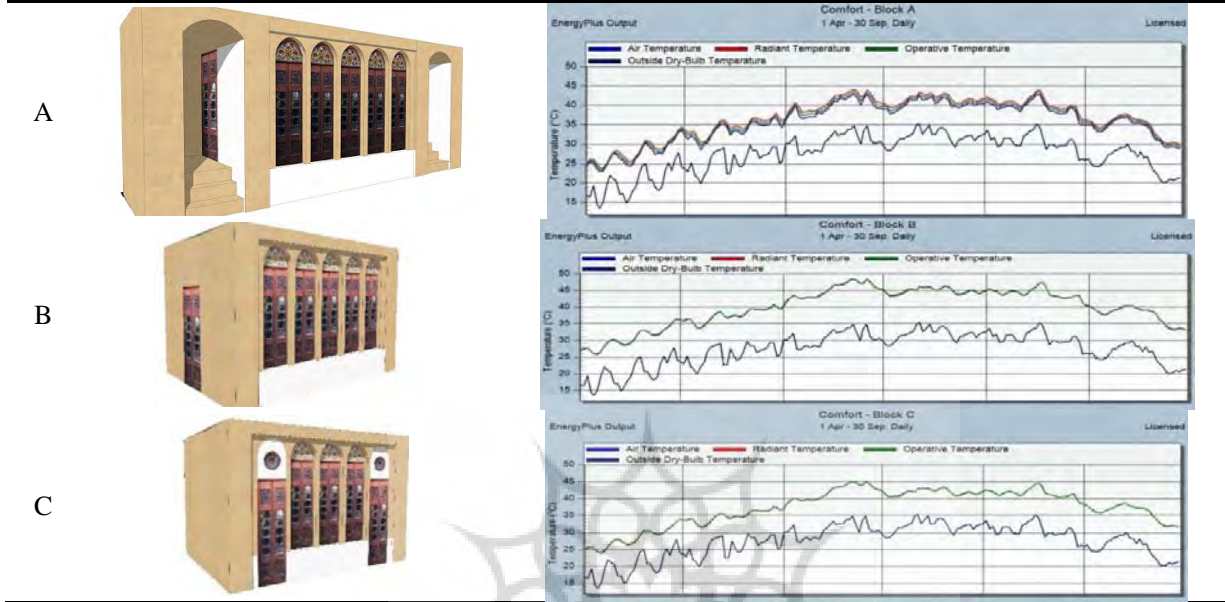 A
Comfort - Block A
EnergyPlus Output 1 Apr - 30 Sep, Daily Licensed
Air Temperature Radiant Temperature Operative Temperature
Outside Dry-Bulb Temperature
Temperature (°C)
50
45
40
35
30
25
20
15
B
Comfort - Block B
EnergyPlus Output 1 Apr - 30 Sep, Daily Licensed
Air Temperature Radiant Temperature Operative Temperature
Outside Dry-Bulb Temperature
Temperature (°C)
50
45
40
35
30
25
20
15
C
Comfort - Block C
EnergyPlus Output 1 Apr - 30 Sep, Daily Licensed
Air Temperature Radiant Temperature Operative Temperature
Outside Dry-Bulb Temperature
Temperature (°C)
50
45
40
35
30
25
20
15